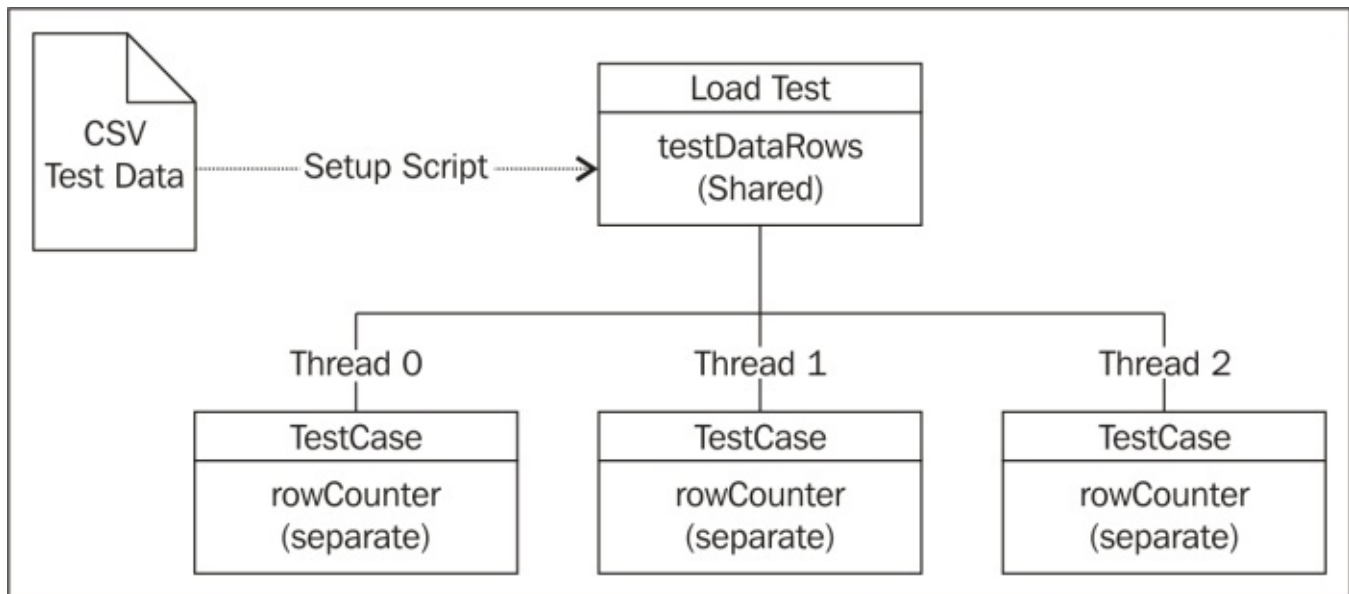 CSV
Test Data
Setup Script
Load Test
testDataRows
(Shared)
Thread 0
Thread 1
Thread 2
TestCase
rowCounter
(separate)
TestCase
rowCounter
(separate)
TestCase
rowCounter
(separate)